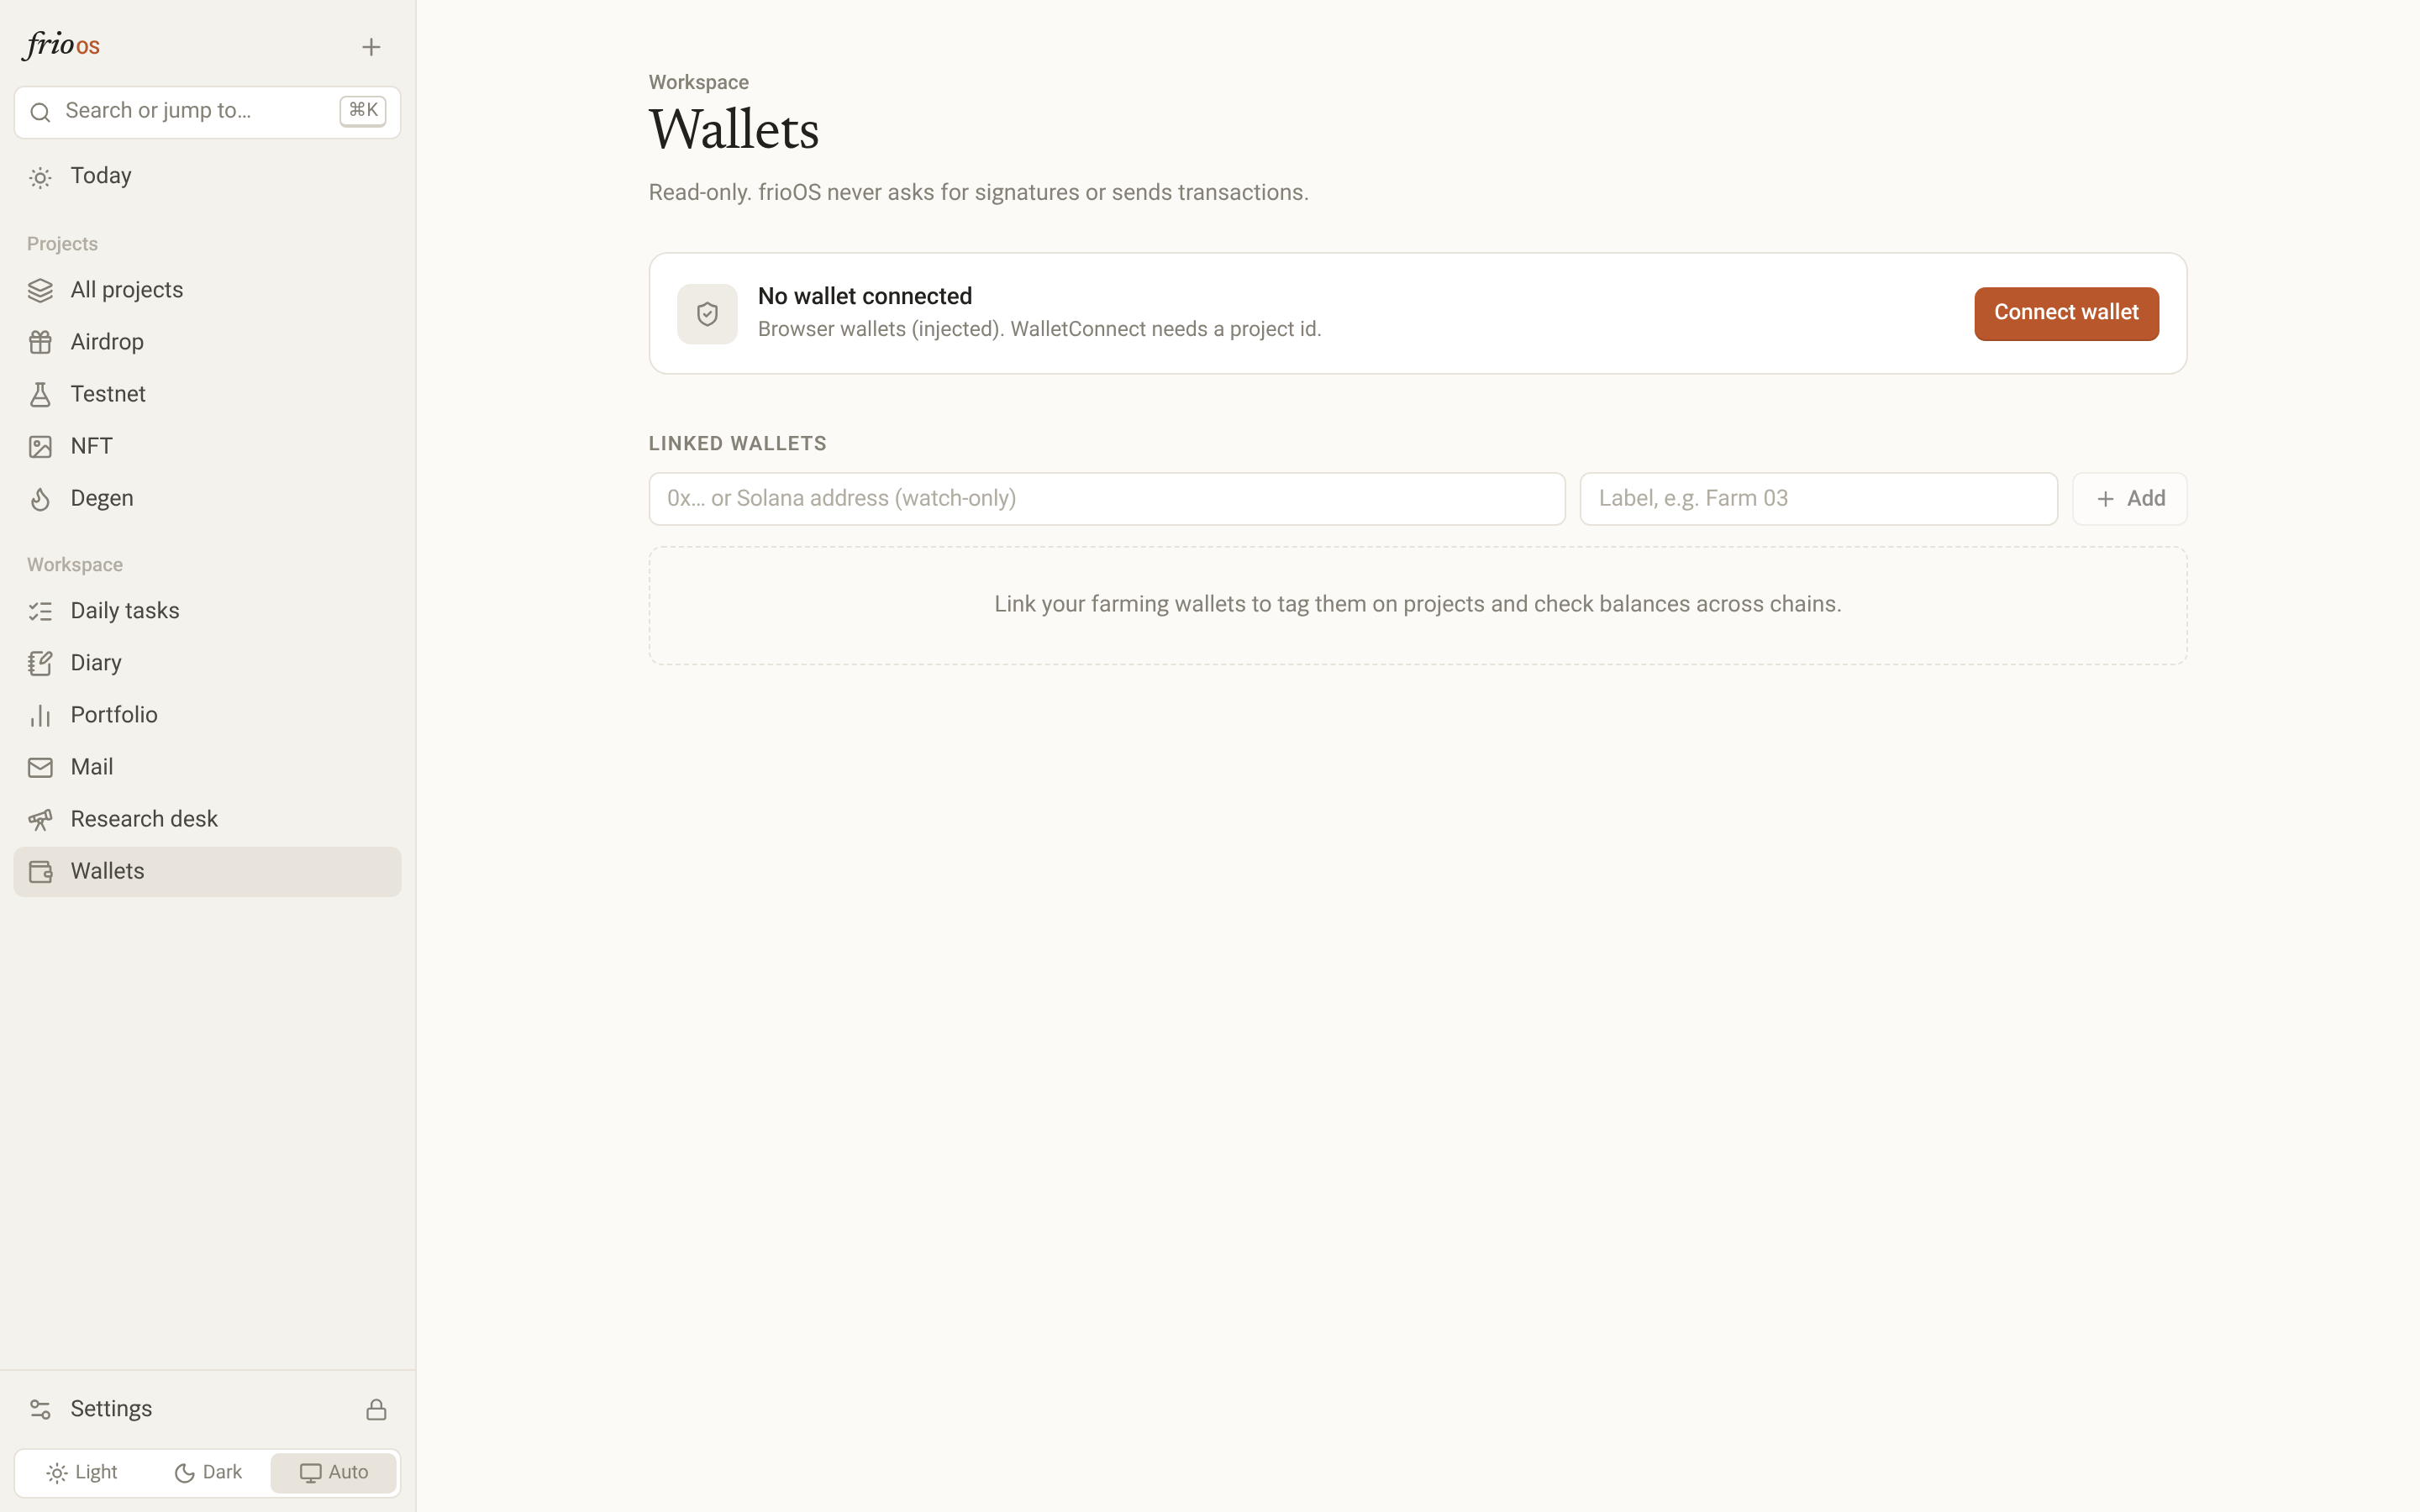 frioOS
Search or jump to... ⌘K
Today
Projects
All projects
Airdrop
Testnet
NFT
Degen
Workspace
Daily tasks
Diary
Portfolio
Mail
Research desk
Wallets
Settings
Light Dark Auto
Workspace
Wallets
Read-only. frioOS never asks for signatures or sends transactions.
No wallet connected
Browser wallets (injected). WalletConnect needs a project id.
Connect wallet
LINKED WALLETS
0x... or Solana address (watch-only) Label, e.g. Farm 03 + Add
Link your farming wallets to tag them on projects and check balances across chains.